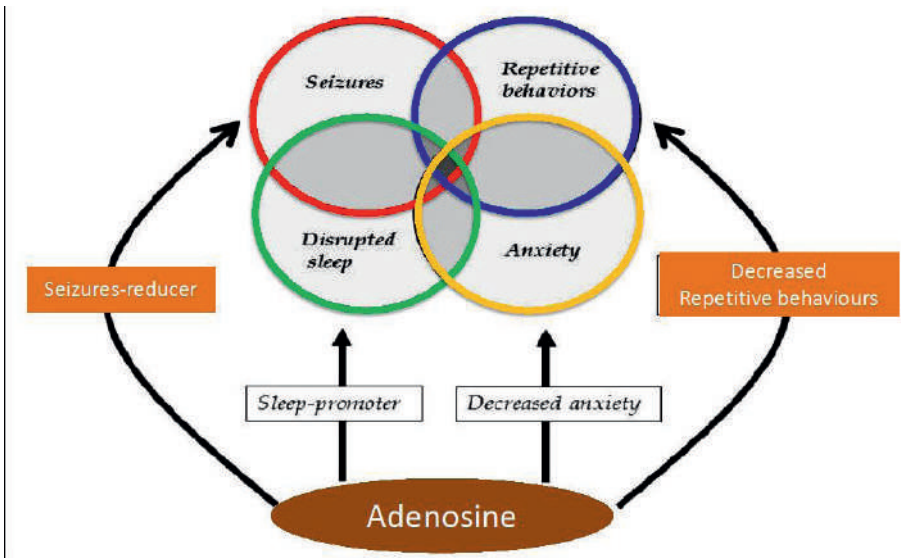 Seizures
Repetitive
behaviors
Disrupted
sleep
Anxiety
Seizures-reducer
Decreased
Repetitive behaviours
Sleep-promoter
Decreased anxiety
Adenosine